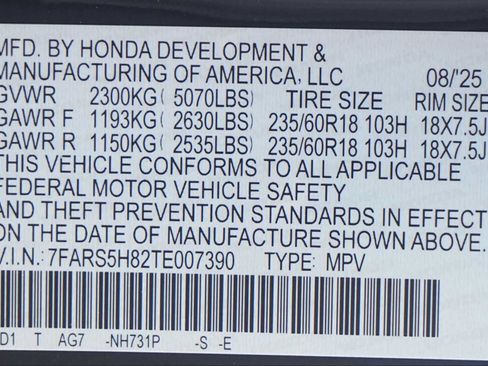 MFD. BY HONDA DEVELOPMENT &
MANUFACTURING OF AMERICA, LLC 08/'25
GVWR 2300KG ( 5070LBS) TIRE SIZE RIM SIZE
GAWR F 1193KG ( 2630LBS) 235/60R18 103H 18X7.5J
GAWR R 1150KG ( 2535LBS) 235/60R18 103H 18X7.5J
THIS VEHICLE CONFORMS TO ALL APPLICABLE
FEDERAL MOTOR VEHICLE SAFETY
AND THEFT PREVENTION STANDARDS IN EFFECT
ON THE DATE OF MANUFACTURE SHOWN ABOVE.
V.I.N.: 7FARS5H82TE007390 TYPE: MPV
D1 T AG7 -NH731P -S -E